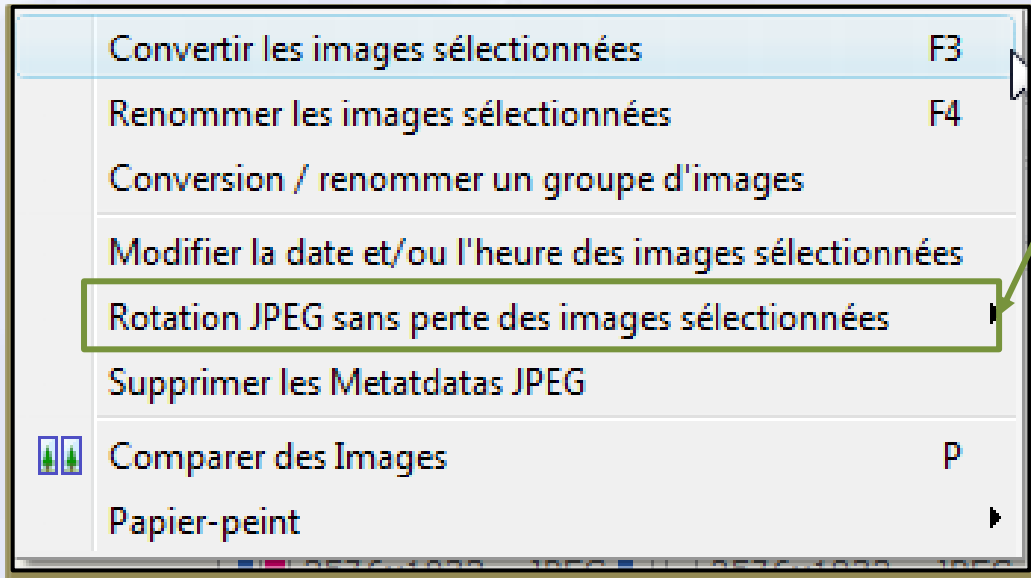 Convertir les images sélectionnées F3
Renommer les images sélectionnées F4
Conversion / renommer un groupe d'images
Modifier la date et/ou l'heure des images sélectionnées
Rotation JPEG sans perte des images sélectionnées
Supprimer les Metatdatas JPEG
Comparer des Images P
Papier-peint